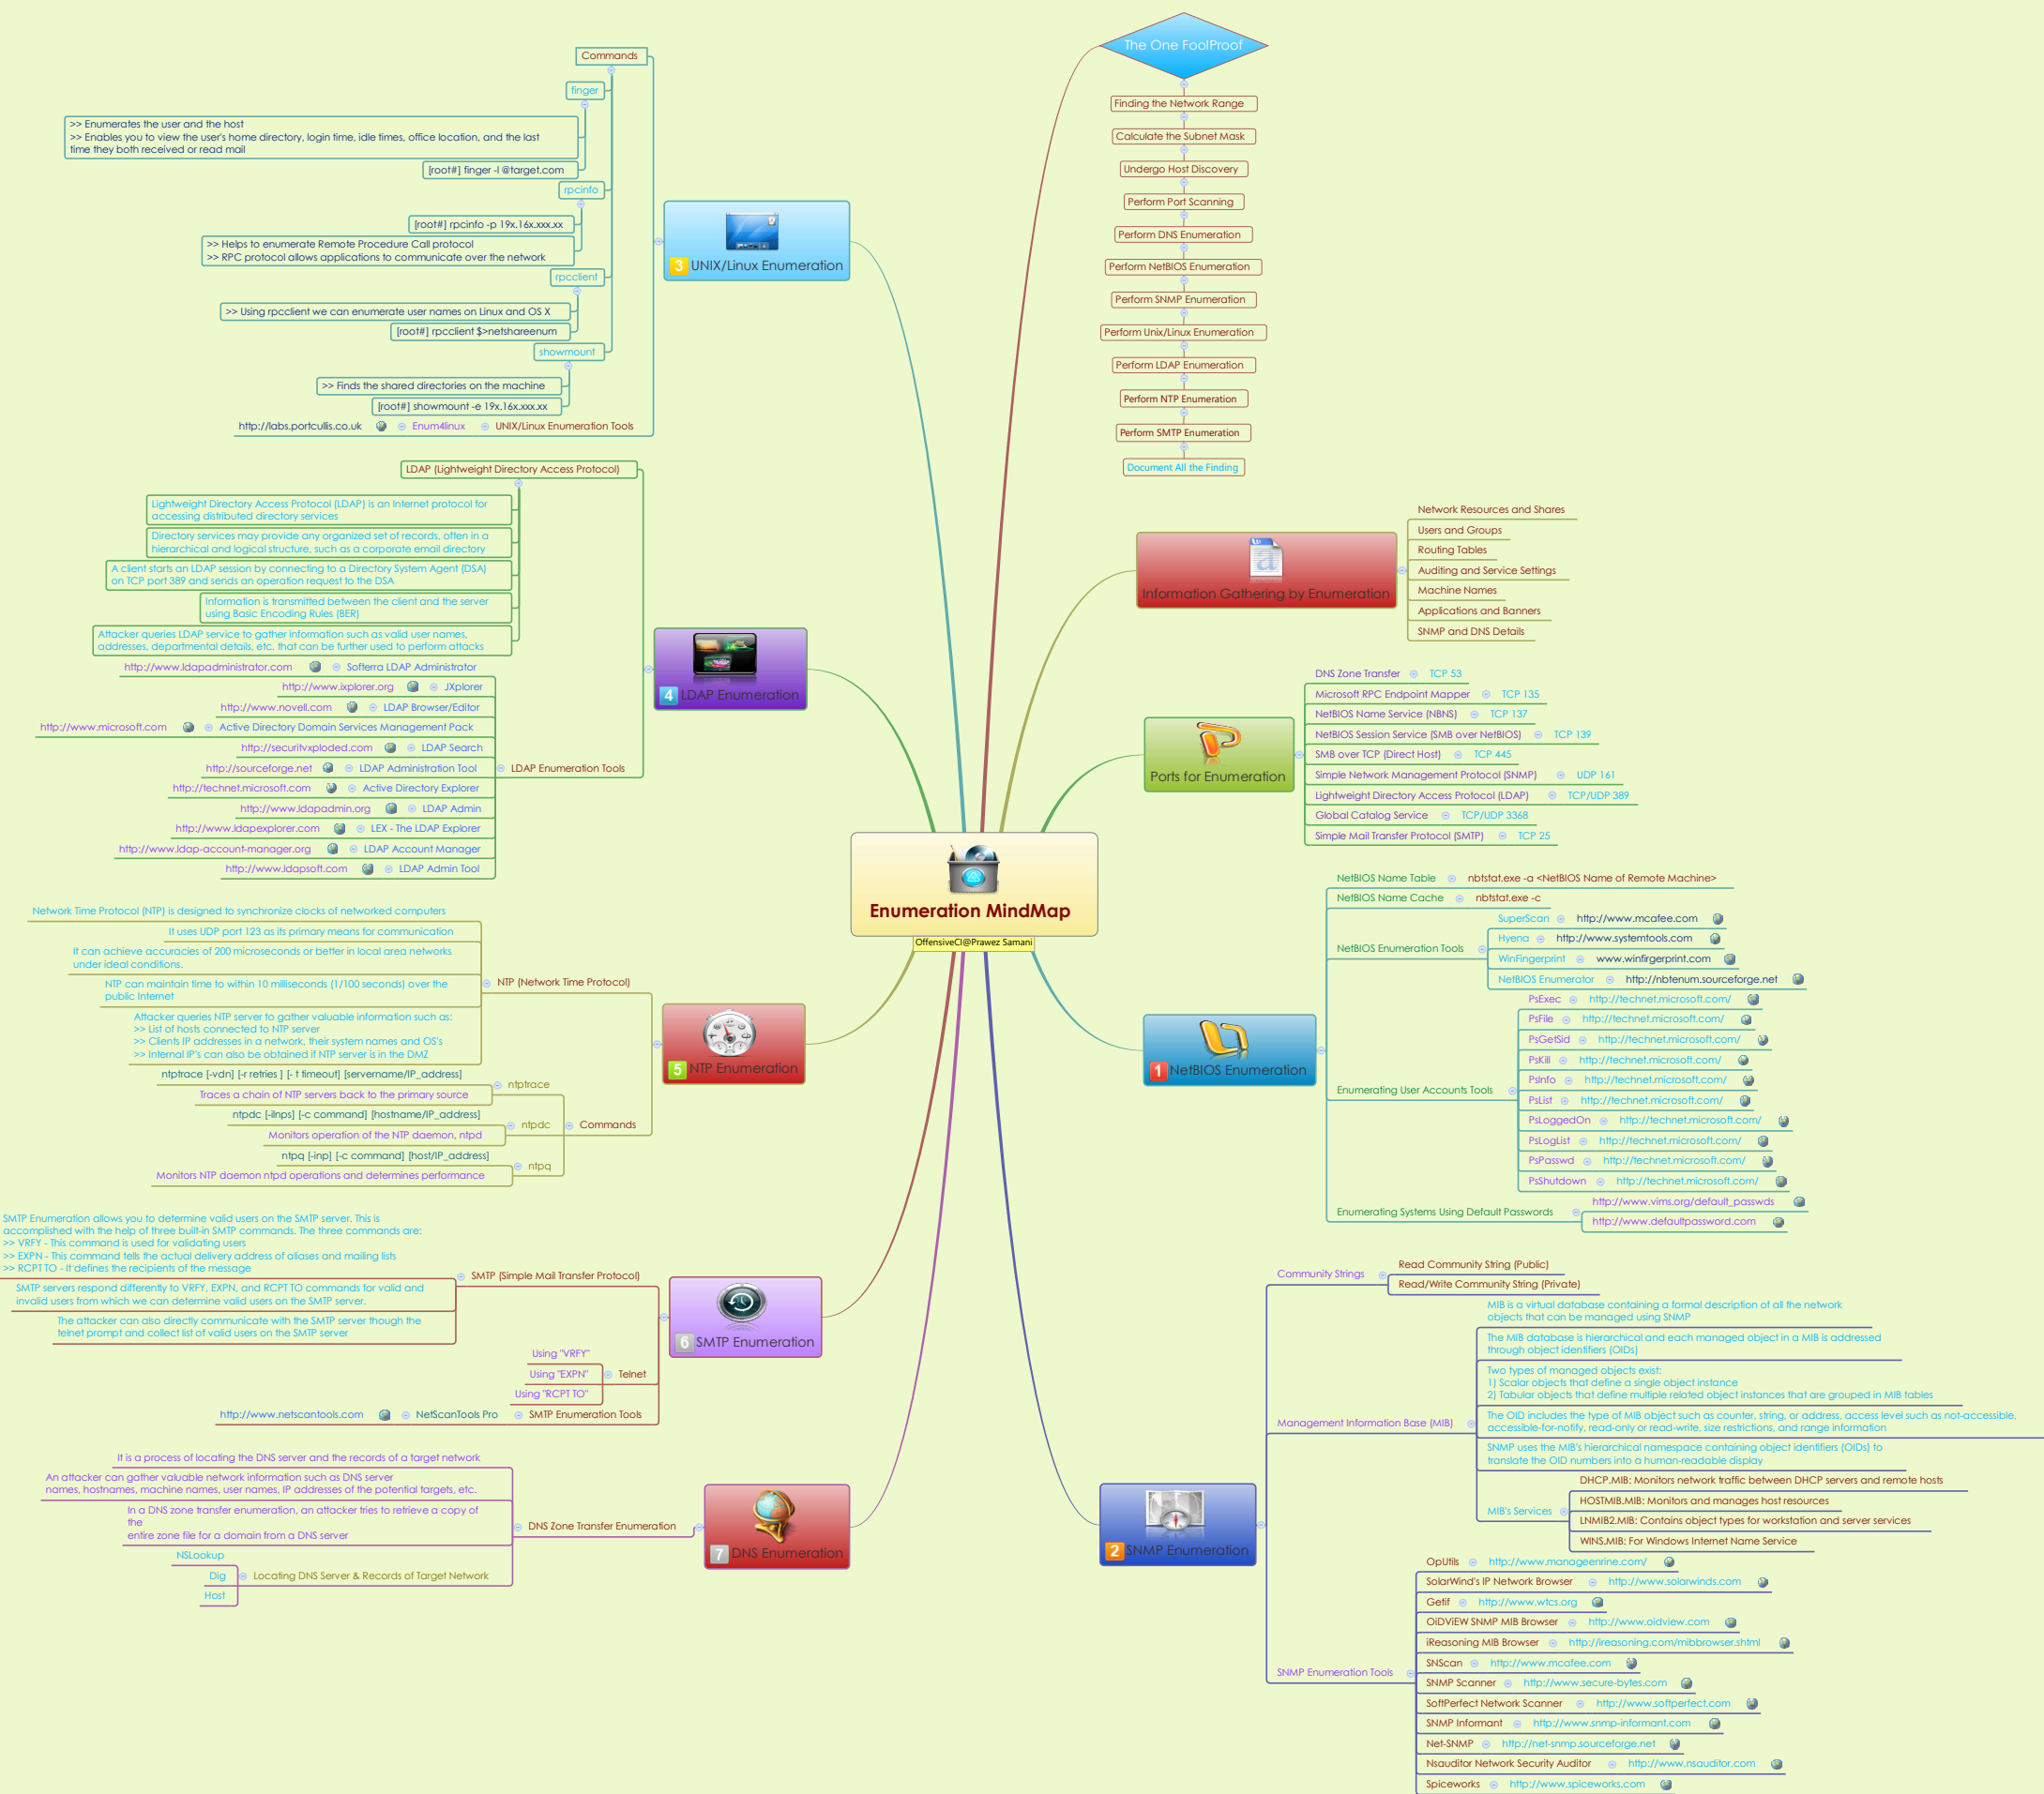 The One FoolProof
Finding the Network Range
Calculate the Subnet Mask
Undergo Host Discovery
Perform Port Scanning
Perform DNS Enumeration
Perform NetBIOS Enumeration
Perform SNMP Enumeration
Perform Unix/Linux Enumeration
Perform LDAP Enumeration
Perform NTP Enumeration
Perform SMTP Enumeration
Document All the Finding
Information Gathering by Enumeration
Network Resources and Shares
Users and Groups
Routing Tables
Auditing and Service Settings
Machine Names
Applications and Banners
SNMP and DNS Details
Ports for Enumeration
DNS Zone Transfer TCP 53
Microsoft RPC Endpoint Mapper TCP 135
NetBIOS Name Service (NBNS) TCP 137
NetBIOS Session Service (SMB over NetBIOS) TCP 139
SMB over TCP (Direct Host) TCP 445
Simple Network Management Protocol (SNMP) UDP 161
Lightweight Directory Access Protocol (LDAP) TCP/UDP 389
Global Catalog Service TCP/UDP 3368
Simple Mail Transfer Protocol (SMTP) TCP 25
Enumeration MindMap
OffensiveCl@Prawez Samani
1 NetBIOS Enumeration
NetBIOS Name Table nbtstat.exe -a <NetBIOS Name of Remote Machine>
NetBIOS Name Cache nbtstat.exe -c
NetBIOS Enumeration Tools
SuperScan http://www.mcafee.com
Hyena http://www.systemtools.com
WinFingerprint www.winfirgerprint.com
NetBIOS Enumerator http://nbtenum.sourceforge.net
Enumerating User Accounts Tools
PsExec http://technet.microsoft.com/
PsFile http://technet.microsoft.com/
PsGetSid http://technet.microsoft.com/
PsKill http://technet.microsoft.com/
PsInfo http://technet.microsoft.com/
PsList http://technet.microsoft.com/
PsLoggedOn http://technet.microsoft.com/
PsLogList http://technet.microsoft.com/
PsPasswd http://technet.microsoft.com/
PsShutdown http://technet.microsoft.com/
Enumerating Systems Using Default Passwords
http://www.vims.org/default_passwds
http://www.defaultpassword.com
2 SNMP Enumeration
Community Strings
Read Community String (Public)
Read/Write Community String (Private)
Management Information Base (MIB)
MIB is a virtual database containing a formal description of all the network
objects that can be managed using SNMP
The MIB database is hierarchical and each managed object in a MIB is addressed
through object identifiers (OIDs)
Two types of managed objects exist:
1) Scalar objects that define a single object instance
2) Tabular objects that define multiple related object instances that are grouped in MIB tables
The OID includes the type of MIB object such as counter, string, or address, access level such as not-accessible,
accessible-for-notify, read-only or read-write, size restrictions, and range information
SNMP uses the MIB's hierarchical namespace containing object identifiers (OIDs) to
translate the OID numbers into a human-readable display
MIB's Services
DHCP.MIB: Monitors network traffic between DHCP servers and remote hosts
HOSTMIB.MIB: Monitors and manages host resources
LNMIB2.MIB: Contains object types for workstation and server services
WINS.MIB: For Windows Internet Name Service
SNMP Enumeration Tools
OpUtils http://www.manageenrine.com/
SolarWind's IP Network Browser http://www.solarwinds.com
Getif http://www.wtcs.org
OiDViEW SNMP MIB Browser http://www.oidview.com
iReasoning MIB Browser http://ireasoning.com/mibbrowser.shtml
SNScan http://www.mcafee.com
SNMP Scanner http://www.secure-bytes.com
SoftPerfect Network Scanner http://www.softperfect.com
SNMP Informant http://www.snmp-informant.com
Net-SNMP http://net-snmp.sourceforge.net
Nsauditor Network Security Auditor http://www.nsauditor.com
Spiceworks http://www.spiceworks.com
3 UNIX/Linux Enumeration
Commands
finger
>> Enumerates the user and the host
>> Enables you to view the user's home directory, login time, idle times, office location, and the last
time they both received or read mail
[root#] finger -l @target.com
rpcinfo
[root#] rpcinfo -p 19x.16x.xxx.xx
>> Helps to enumerate Remote Procedure Call protocol
>> RPC protocol allows applications to communicate over the network
rpcclient
>> Using rpcclient we can enumerate user names on Linux and OS X
[root#] rpcclient $>netshareenum
showmount
>> Finds the shared directories on the machine
[root#] showmount -e 19x.16x.xxx.xx
http://labs.portcullis.co.uk Enum4linux UNIX/Linux Enumeration Tools
4 LDAP Enumeration
LDAP (Lightweight Directory Access Protocol)
Lightweight Directory Access Protocol (LDAP) is an Internet protocol for
accessing distributed directory services
Directory services may provide any organized set of records, often in a
hierarchical and logical structure, such as a corporate email directory
A client starts an LDAP session by connecting to a Directory System Agent (DSA)
on TCP port 389 and sends an operation request to the DSA
Information is transmitted between the client and the server
using Basic Encoding Rules (BER)
Attacker queries LDAP service to gather information such as valid user names,
addresses, departmental details, etc. that can be further used to perform attacks
http://www.ldapadministrator.com Softerra LDAP Administrator
http://www.ixplorer.org JXplorer
http://www.novell.com LDAP Browser/Editor
http://www.microsoft.com Active Directory Domain Services Management Pack
http://securitvxploded.com LDAP Search
http://sourceforge.net LDAP Administration Tool
LDAP Enumeration Tools
http://technet.microsoft.com Active Directory Explorer
http://www.ldapadmin.org LDAP Admin
http://www.ldapexplorer.com LEX - The LDAP Explorer
http://www.ldap-account-manager.org LDAP Account Manager
http://www.ldapsoft.com LDAP Admin Tool
5 NTP Enumeration
NTP (Network Time Protocol)
Network Time Protocol (NTP) is designed to synchronize clocks of networked computers
It uses UDP port 123 as its primary means for communication
It can achieve accuracies of 200 microseconds or better in local area networks
under ideal conditions.
NTP can maintain time to within 10 milliseconds (1/100 seconds) over the
public Internet
Attacker queries NTP server to gather valuable information such as:
>> List of hosts connected to NTP server
>> Clients IP addresses in a network, their system names and OS's
>> Internal IP's can also be obtained if NTP server is in the DMZ
Commands
ntptrace
ntptrace [-vdn] [-r retries ] [- t timeout] [servername/IP_address]
Traces a chain of NTP servers back to the primary source
ntpdc
ntpdc [-ilnps] [-c command] [hostname/IP_address]
Monitors operation of the NTP daemon, ntpd
ntpq
ntpq [-inp] [-c command] [host/IP_address]
Monitors NTP daemon ntpd operations and determines performance
6 SMTP Enumeration
SMTP (Simple Mail Transfer Protocol)
SMTP Enumeration allows you to determine valid users on the SMTP server. This is
accomplished with the help of three built-in SMTP commands. The three commands are:
>> VRFY - This command is used for validating users
>> EXPN - This command tells the actual delivery address of aliases and mailing lists
>> RCPT TO - It defines the recipients of the message
SMTP servers respond differently to VRFY, EXPN, and RCPT TO commands for valid and
invalid users from which we can determine valid users on the SMTP server.
The attacker can also directly communicate with the SMTP server though the
telnet prompt and collect list of valid users on the SMTP server
Telnet
Using "VRFY"
Using "EXPN"
Using "RCPT TO"
http://www.netscantools.com NetScanTools Pro SMTP Enumeration Tools
7 DNS Enumeration
DNS Zone Transfer Enumeration
It is a process of locating the DNS server and the records of a target network
An attacker can gather valuable network information such as DNS server
names, hostnames, machine names, user names, IP addresses of the potential targets, etc.
In a DNS zone transfer enumeration, an attacker tries to retrieve a copy of
the
entire zone file for a domain from a DNS server
Locating DNS Server & Records of Target Network
NSLookup
Dig
Host